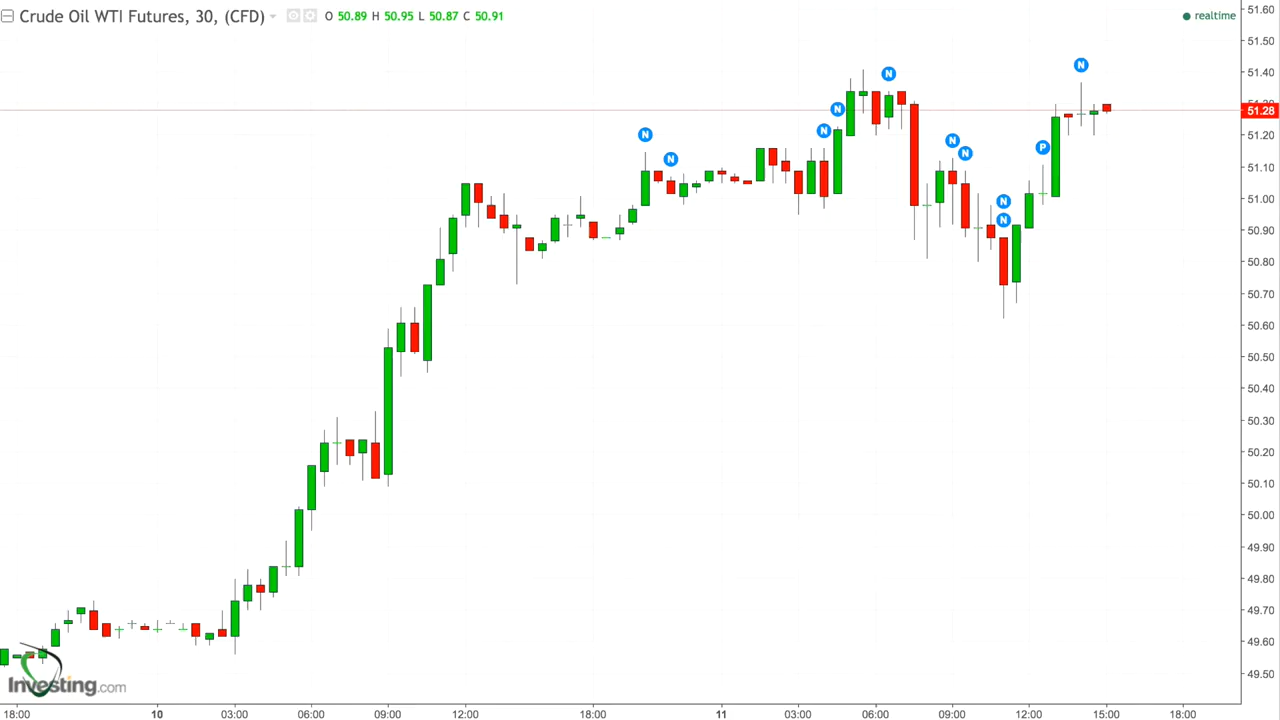 Crude Oil WTI Futures, 30, (CFD) O 50.89 H 50.95 L 50.87 C 50.91
realtime
51.60
51.50
51.40
51.28
51.20
51.10
51.00
50.90
50.80
50.70
50.60
50.50
50.40
50.30
50.20
50.10
50.00
49.90
49.80
49.70
49.60
49.50
N
N
N
N
N
N
N
N
N
P
N
Investing.com
18:00 10 03:00 06:00 09:00 12:00 18:00 11 03:00 06:00 09:00 12:00 15:00 18:00